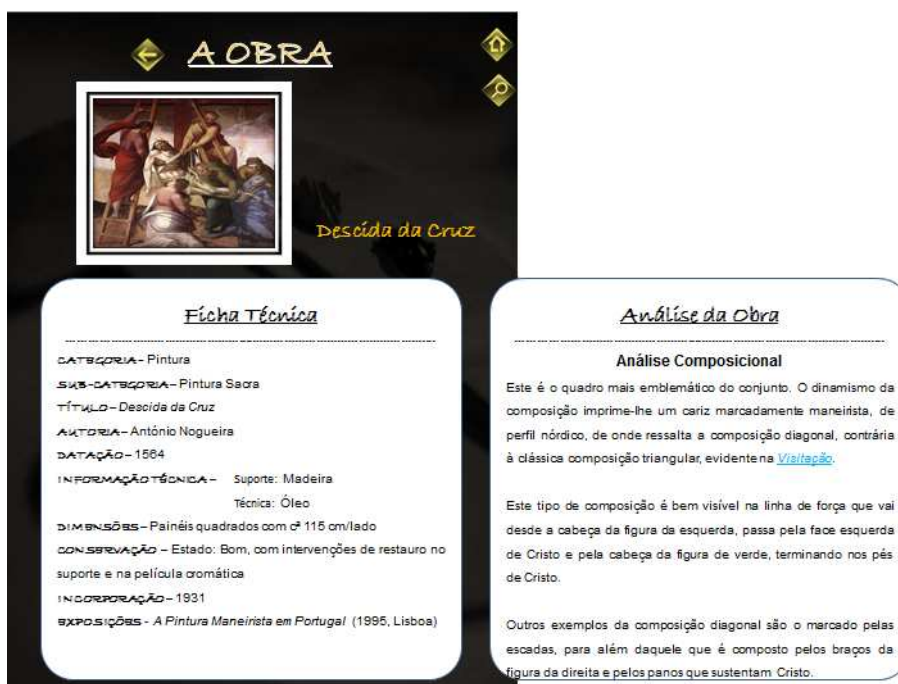 A OBRA
Descida da Cruz
Ficha Técnica
CATEGORIA – Pintura
SUB-CATEGORIA – Pintura Sacra
TÍTULO – Descida da Cruz
AUTORIA – António Nogueira
DATAÇÃO – 1564
INFORMAÇÃO TÉCNICA – Suporte: Madeira
Técnica: Óleo
DIMENSÕES – Painéis quadrados com cª 115 cm/lado
CONSERVAÇÃO – Estado: Bom, com intervenções de restauro no
suporte e na película cromática
INCORPORAÇÃO – 1931
EXPOSIÇÕES - A Pintura Maneirista em Portugal (1995, Lisboa)
Análise da Obra
Análise Composicional
Este é o quadro mais emblemático do conjunto. O dinamismo da
composição imprime-lhe um cariz marcadamente maneirista, de
perfil nórdico, de onde ressalta a composição diagonal, contrária
à clássica composição triangular, evidente na Visitação.
Este tipo de composição é bem visível na linha de força que vai
desde a cabeça da figura da esquerda, passa pela face esquerda
de Cristo e pela cabeça da figura de verde, terminando nos pés
de Cristo.
Outros exemplos da composição diagonal são o marcado pelas
escadas, para além daquele que é composto pelos braços da
figura da direita e pelos panos que sustentam Cristo.